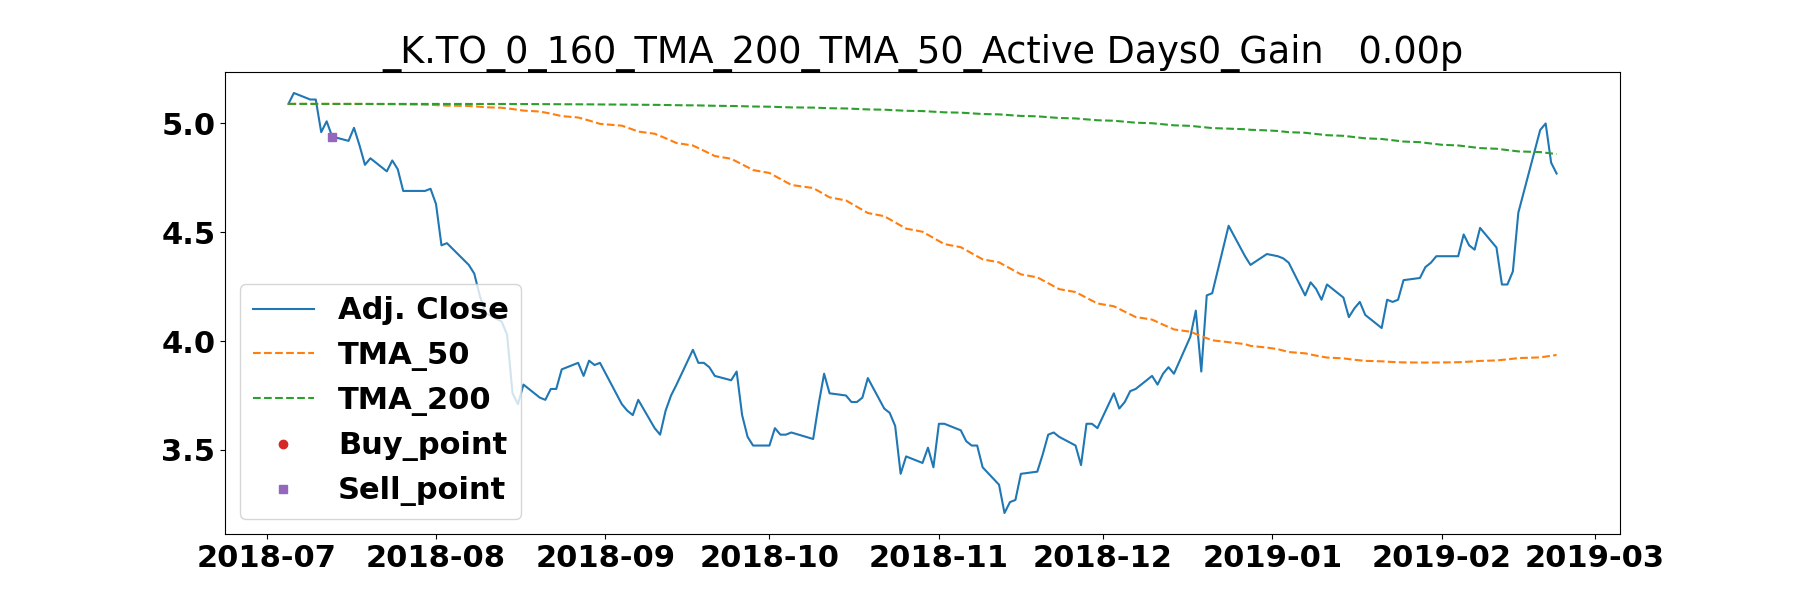 _K.TO_0_160_TMA_200_TMA_50_Active Days0_Gain   0.00p
5.0
4.5
4.0
3.5
Adj. Close
TMA_50
TMA_200
Buy_point
Sell_point
2018-07 2018-08 2018-09 2018-10 2018-11 2018-12 2019-01 2019-02 2019-03